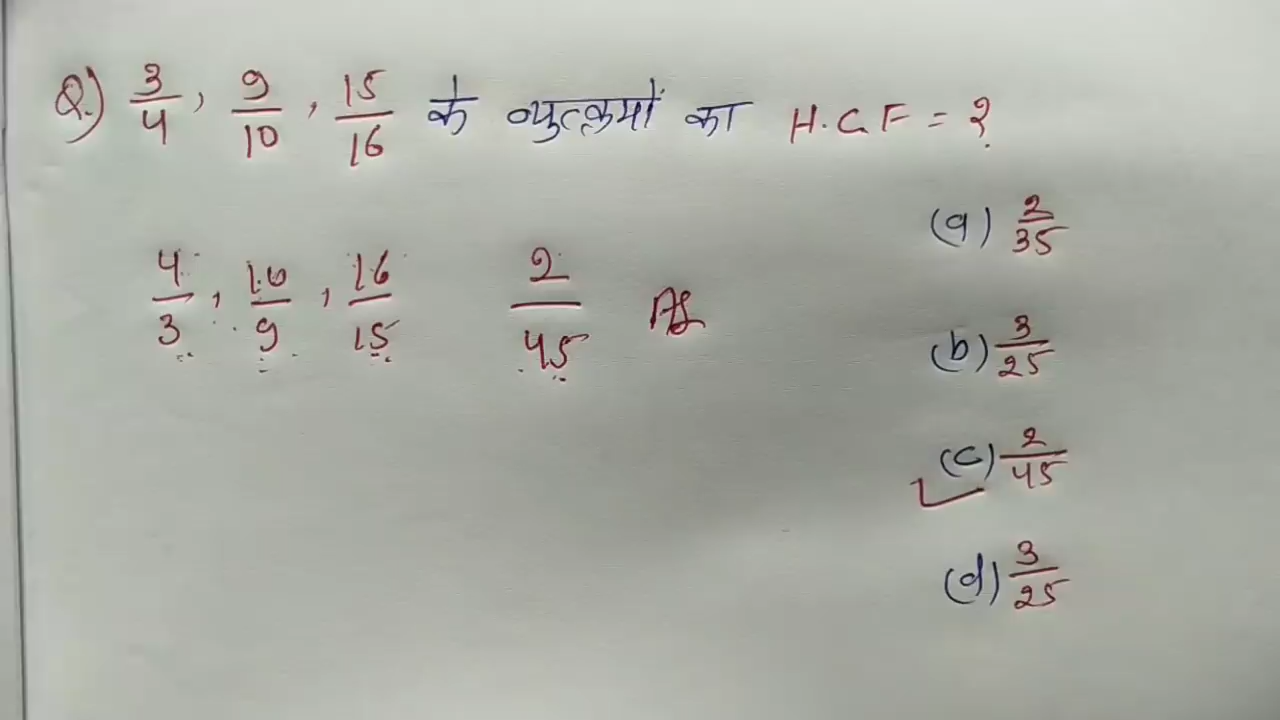 Q.) 3/4, 9/10, 15/16 के व्युत्क्रमों का H.C.F = ?
4/3, 10/9, 16/15 2/45 As
(a) 2/35
(b) 3/25
(c) 2/45
(d) 3/25